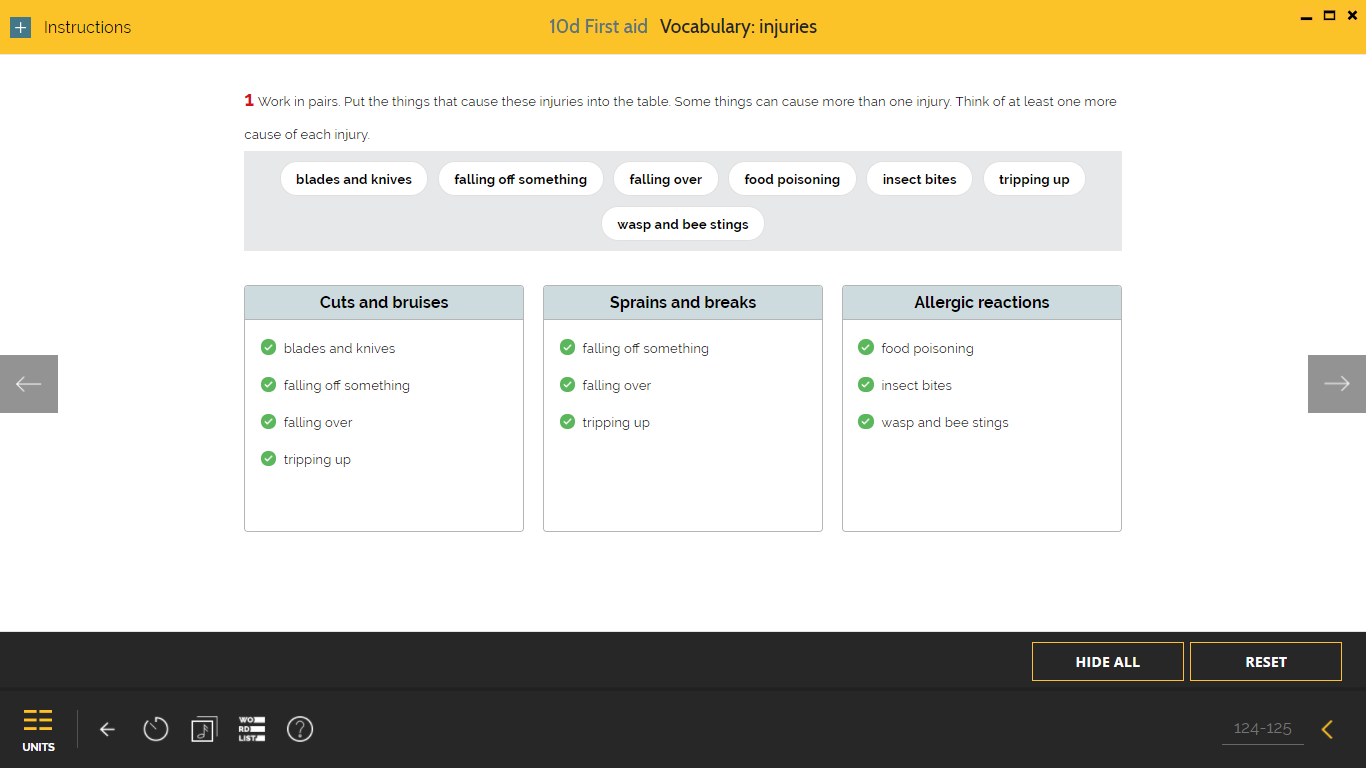 Instructions
10d First aid Vocabulary: injuries
1 Work in pairs. Put the things that cause these injuries into the table. Some things can cause more than one injury. Think of at least one more
cause of each injury.
blades and knives falling off something falling over food poisoning insect bites tripping up
wasp and bee stings
Cuts and bruises
blades and knives
falling off something
falling over
tripping up
Sprains and breaks
falling off something
falling over
tripping up
Allergic reactions
food poisoning
insect bites
wasp and bee stings
HIDE ALL RESET
UNITS
WO
RD
LIST
124-125